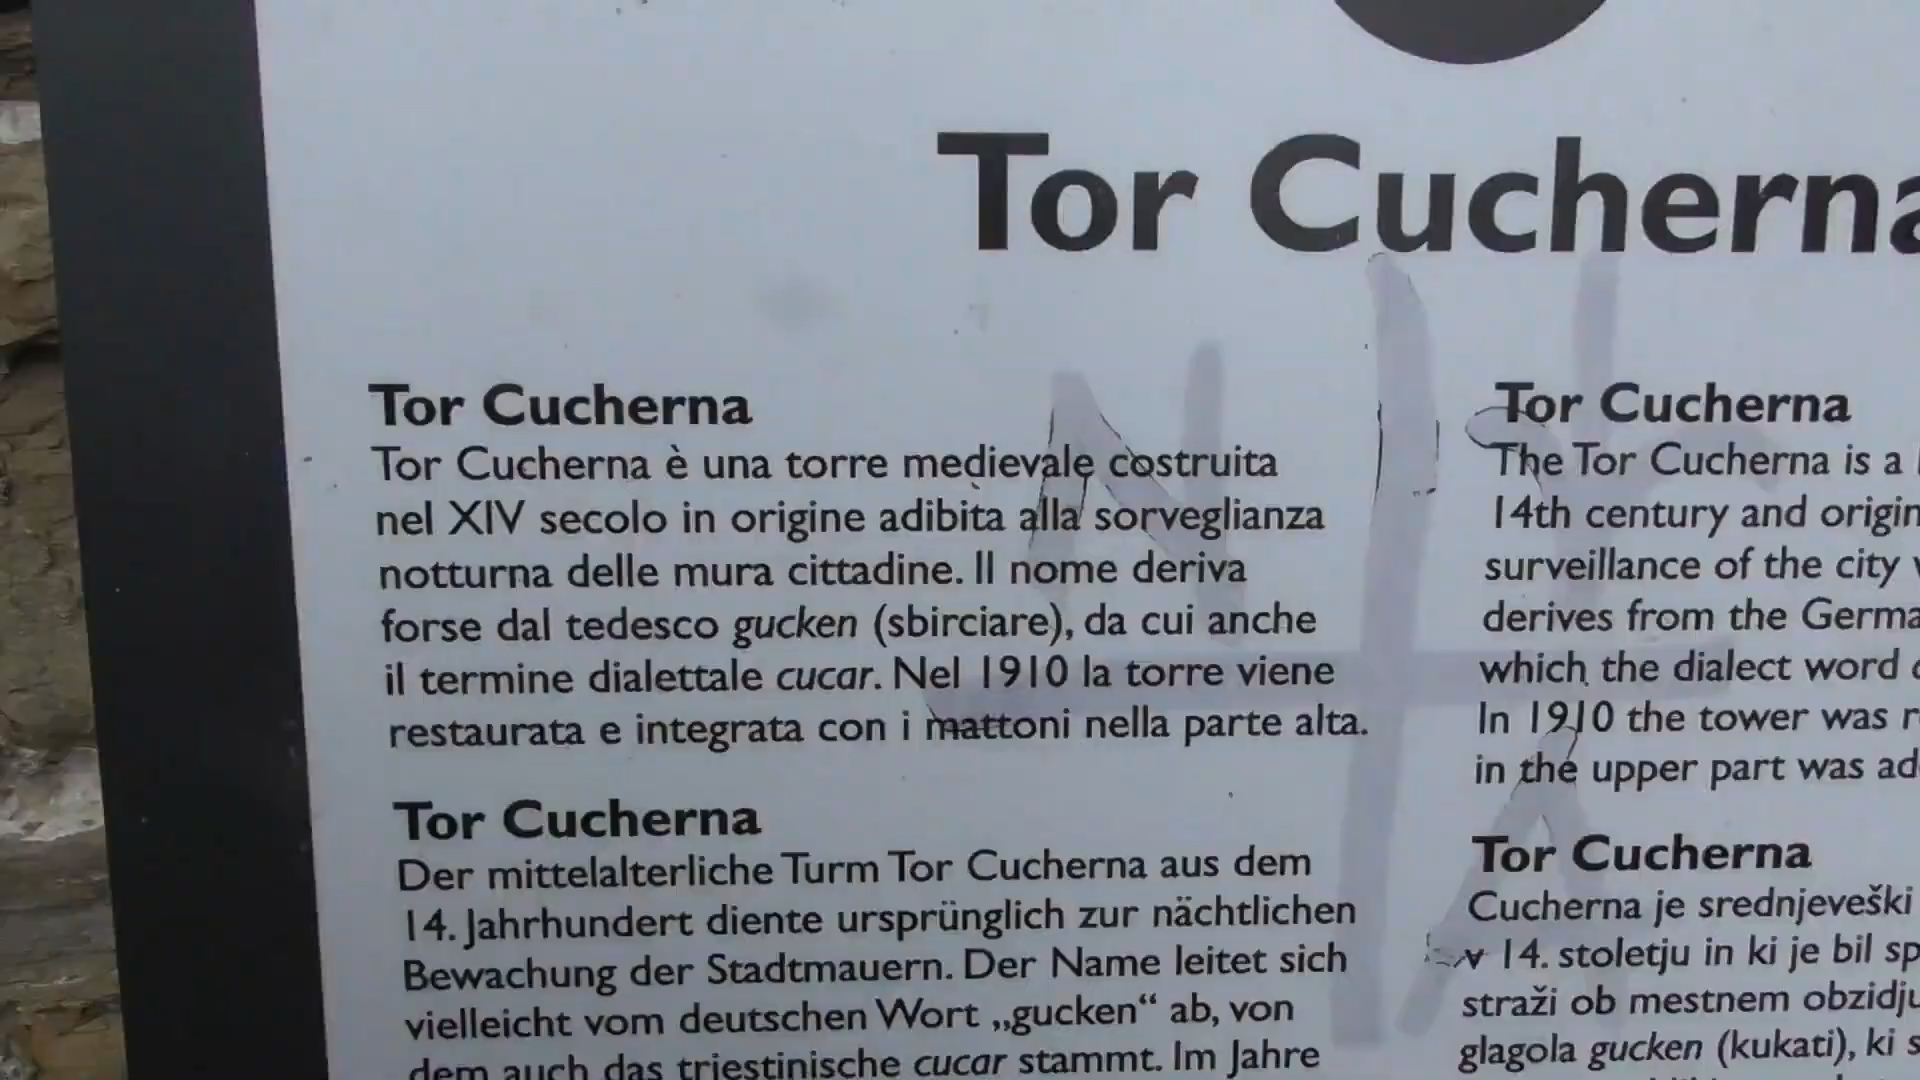 Tor Cucherna
Tor Cucherna
Tor Cucherna è una torre medievale costruita
nel XIV secolo in origine adibita alla sorveglianza
notturna delle mura cittadine. Il nome deriva
forse dal tedesco gucken (sbirciare), da cui anche
il termine dialettale cucar. Nel 1910 la torre viene
restaurata e integrata con i mattoni nella parte alta.
Tor Cucherna
Der mittelalterliche Turm Tor Cucherna aus dem
14. Jahrhundert diente ursprünglich zur nächtlichen
Bewachung der Stadtmauern. Der Name leitet sich
vielleicht vom deutschen Wort „gucken“ ab, von
dem auch das triestinische cucar stammt. Im Jahre
Tor Cucherna
The Tor Cucherna is a
14th century and origin
surveillance of the city
derives from the Germa
which the dialect word
In 1910 the tower was
in the upper part was ad
Tor Cucherna
Cucherna je srednjeveški
v 14. stoletju in ki je bil sp
straži ob mestnem obzidju
glagola gucken (kukati), ki